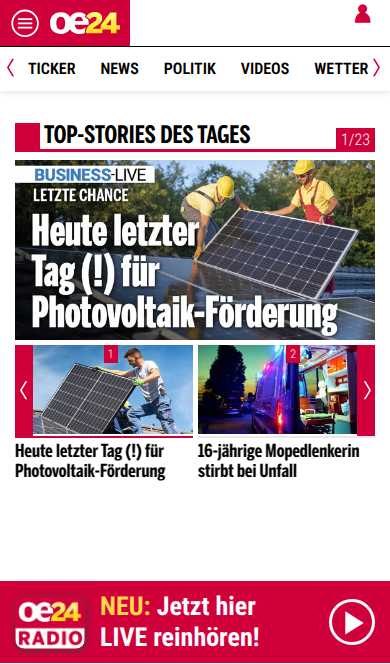 oe24
TICKER NEWS POLITIK VIDEOS WETTER
TOP-STORIES DES TAGES
1/23
BUSINESS-LIVE
LETZTE CHANCE
Heute letzter
Tag (!) für
Photovoltaik-Förderung
1
2
Heute letzter Tag (!) für
Photovoltaik-Förderung
16-jährige Mopedlenkerin
stirbt bei Unfall
oe24
RADIO
NEU: Jetzt hier
LIVE reinhören!